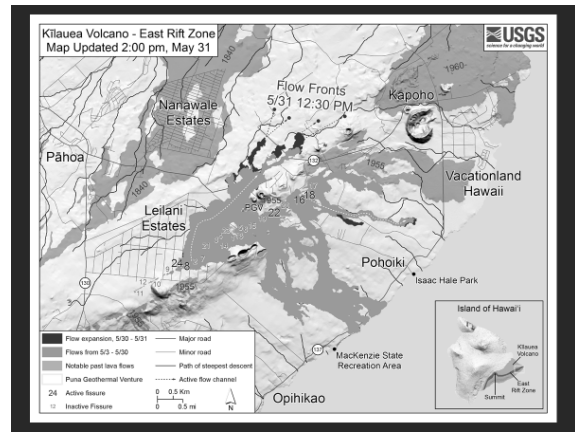 Kīlauea Volcano - East Rift Zone
Map Updated 2:00 pm, May 31
USGS
science for a changing world
1840
1960
Flow Fronts
5/31 12:30 PM
Kapoho
Nanawale
Estates
Pāhoa
132
1955
1840
Vacationland
Hawaii
Leilani
Estates
PGV
1955
22
16
18
24
8
Pohoiki
Isaac Hale Park
130
1955
137
MacKenzie State
Recreation Area
Opihikao
Flow expansion, 5/30 - 5/31
Flows from 5/3 - 5/30
Notable past lava flows
Puna Geothermal Venture
24 Active fissure
12 Inactive Fissure
Major road
Minor road
Path of steepest descent
Active flow channel
0 0.5 Km
0 0.5 mi
N
Island of Hawai'i
Kīlauea
Volcano
East
Rift Zone
Summit